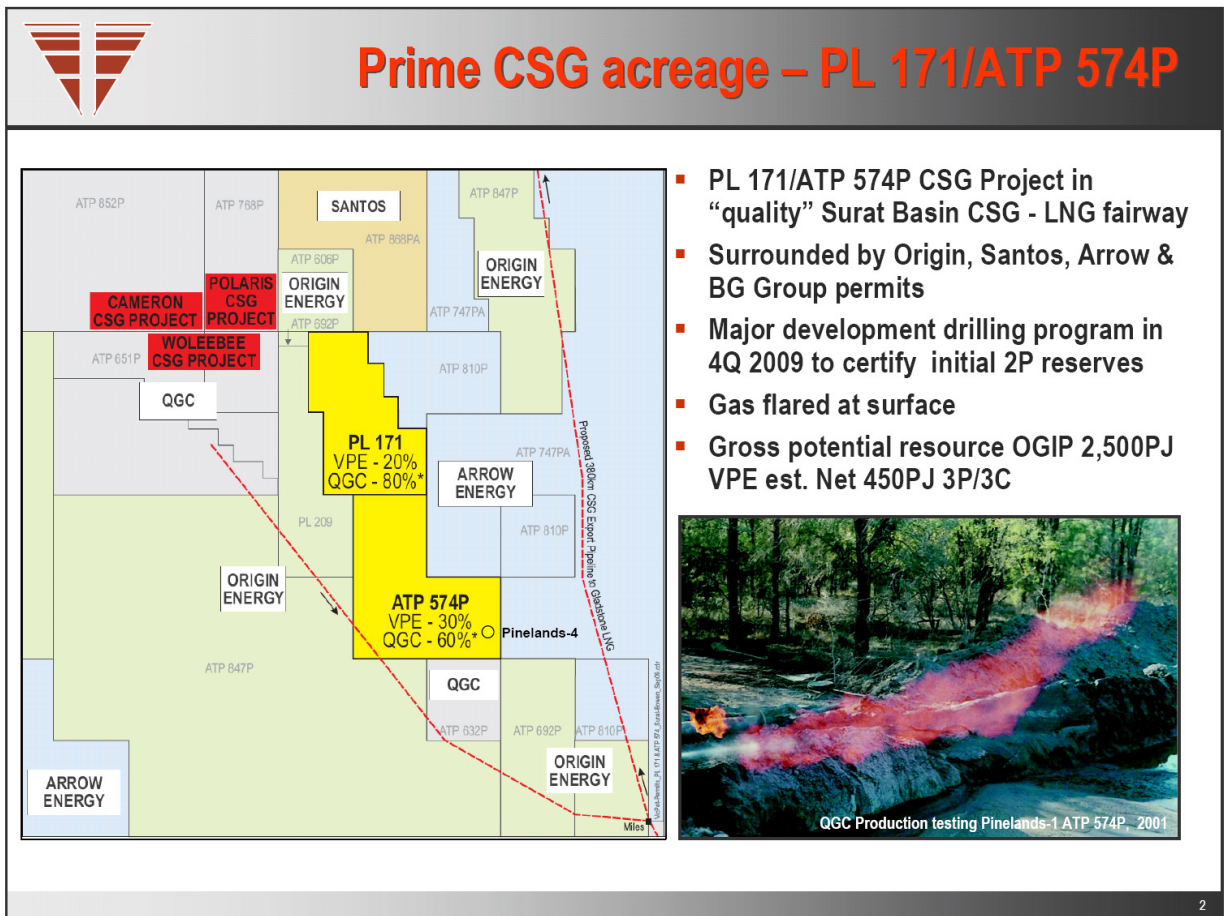 Prime CSG acreage – PL 171/ATP 574P
ATP 852P
ATP 768P
SANTOS
ATP 868PA
ATP 847P
ATP 606P
ORIGIN
ENERGY
ATP 692P
ORIGIN
ENERGY
CAMERON
CSG PROJECT
POLARIS
CSG
PROJECT
ATP 747PA
ATP 651P
WOLEEBEE
CSG PROJECT
ATP 810P
QGC
PL 171
VPE - 20%
QGC - 80%*
ATP 747PA
ARROW
ENERGY
Proposed 380km CSG Export Pipeline to Gladstone LNG
PL 209
ATP 810P
ORIGIN
ENERGY
ATP 574P
VPE - 30%
QGC - 60%*
Pinelands-4
ATP 847P
QGC
ATP 632P
ATP 692P
ATP 810P
ORIGIN
ENERGY
ARROW
ENERGY
Miles
▪ PL 171/ATP 574P CSG Project in
“quality” Surat Basin CSG - LNG fairway
▪ Surrounded by Origin, Santos, Arrow &
BG Group permits
▪ Major development drilling program in
4Q 2009 to certify initial 2P reserves
▪ Gas flared at surface
▪ Gross potential resource OGIP 2,500PJ
VPE est. Net 450PJ 3P/3C
QGC Production testing Pinelands-1 ATP 574P, 2001
2